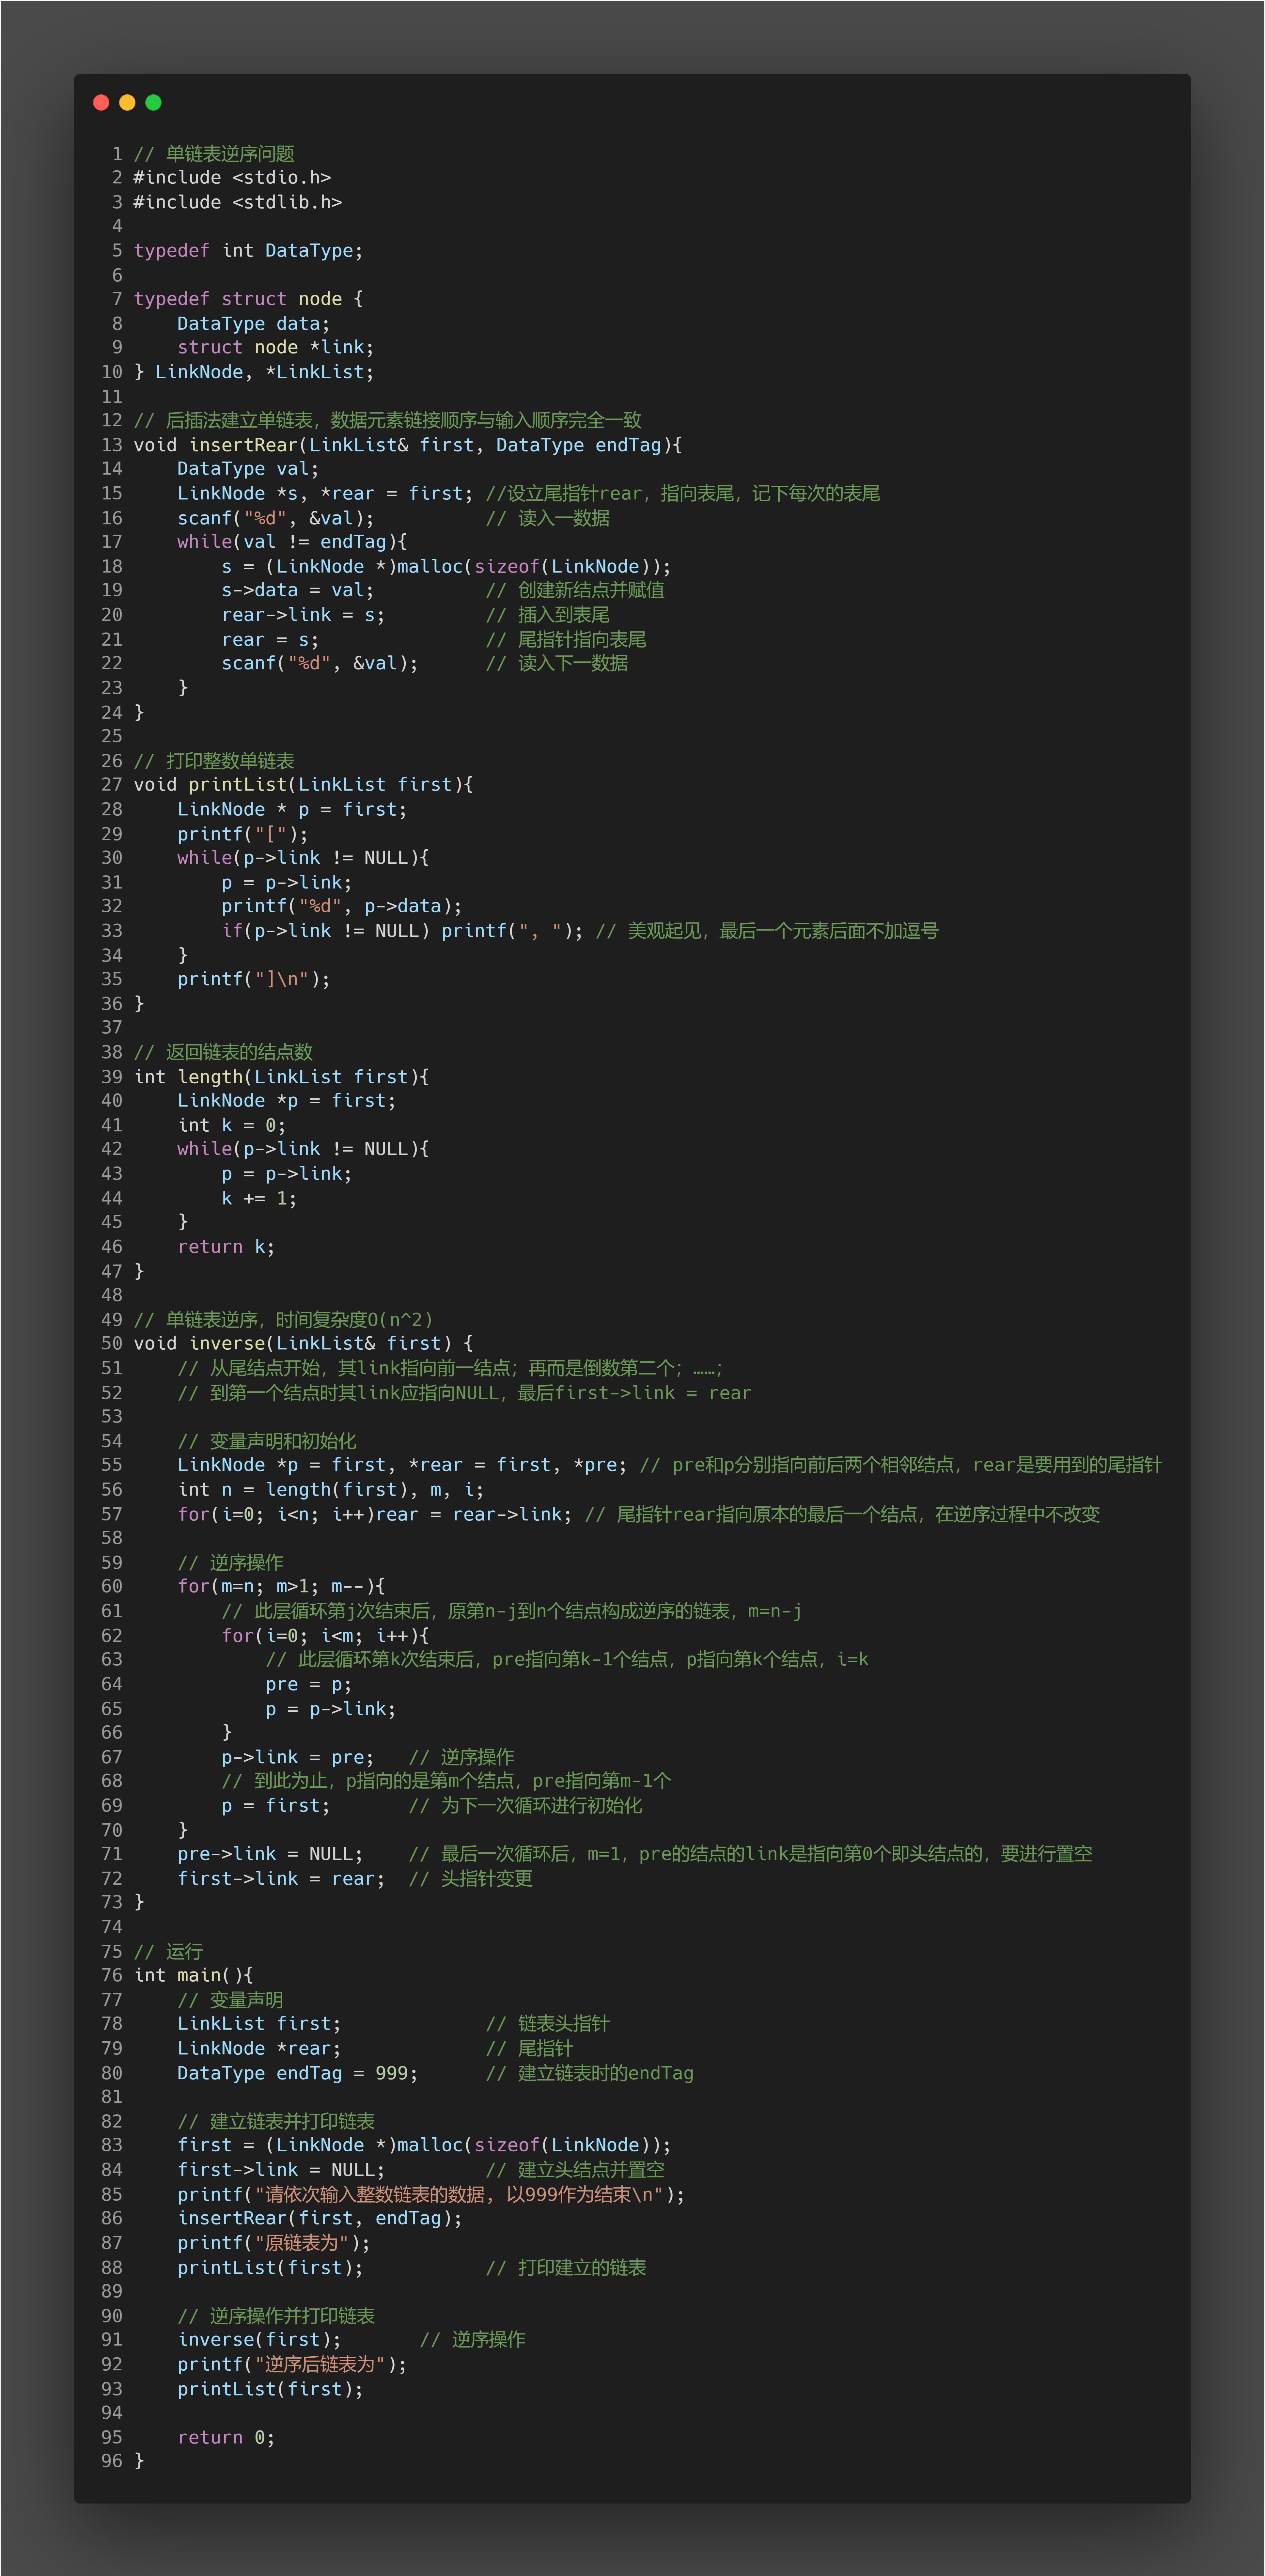 1 // 单链表逆序问题
2 #include <stdio.h>
3 #include <stdlib.h>
4
5 typedef int DataType;
6
7 typedef struct node {
8     DataType data;
9     struct node *link;
10 } LinkNode, *LinkList;
11
12 // 后插法建立单链表，数据元素链接顺序与输入顺序完全一致
13 void insertRear(LinkList& first, DataType endTag){
14     DataType val;
15     LinkNode *s, *rear = first; //设立尾指针rear，指向表尾，记下每次的表尾
16     scanf("%d", &val);          // 读入一数据
17     while(val != endTag){
18         s = (LinkNode *)malloc(sizeof(LinkNode));
19         s->data = val;          // 创建新结点并赋值
20         rear->link = s;         // 插入到表尾
21         rear = s;               // 尾指针指向表尾
22         scanf("%d", &val);      // 读入下一数据
23     }
24 }
25
26 // 打印整数单链表
27 void printList(LinkList first){
28     LinkNode * p = first;
29     printf("[");
30     while(p->link != NULL){
31         p = p->link;
32         printf("%d", p->data);
33         if(p->link != NULL) printf(", "); // 美观起见，最后一个元素后面不加逗号
34     }
35     printf("]\n");
36 }
37
38 // 返回链表的结点数
39 int length(LinkList first){
40     LinkNode *p = first;
41     int k = 0;
42     while(p->link != NULL){
43         p = p->link;
44         k += 1;
45     }
46     return k;
47 }
48
49 // 单链表逆序，时间复杂度O(n^2)
50 void inverse(LinkList& first) {
51     // 从尾结点开始，其link指向前一结点；再而是倒数第二个；……；
52     // 到第一个结点时其link应指向NULL，最后first->link = rear
53
54     // 变量声明和初始化
55     LinkNode *p = first, *rear = first, *pre; // pre和p分别指向前后两个相邻结点，rear是要用到的尾指针
56     int n = length(first), m, i;
57     for(i=0; i<n; i++)rear = rear->link; // 尾指针rear指向原本的最后一个结点，在逆序过程中不改变
58
59     // 逆序操作
60     for(m=n; m>1; m--){
61         // 此层循环第j次结束后，原第n-j到n个结点构成逆序的链表，m=n-j
62         for(i=0; i<m; i++){
63             // 此层循环第k次结束后，pre指向第k-1个结点，p指向第k个结点，i=k
64             pre = p;
65             p = p->link;
66         }
67         p->link = pre;   // 逆序操作
68         // 到此为止，p指向的是第m个结点，pre指向第m-1个
69         p = first;       // 为下一次循环进行初始化
70     }
71     pre->link = NULL;    // 最后一次循环后，m=1，pre的结点的link是指向第0个即头结点的，要进行置空
72     first->link = rear;  // 头指针变更
73 }
74
75 // 运行
76 int main(){
77     // 变量声明
78     LinkList first;             // 链表头指针
79     LinkNode *rear;             // 尾指针
80     DataType endTag = 999;      // 建立链表时的endTag
81
82     // 建立链表并打印链表
83     first = (LinkNode *)malloc(sizeof(LinkNode));
84     first->link = NULL;         // 建立头结点并置空
85     printf("请依次输入整数链表的数据, 以999作为结束\n");
86     insertRear(first, endTag);
87     printf("原链表为");
88     printList(first);           // 打印建立的链表
89
90     // 逆序操作并打印链表
91     inverse(first);       // 逆序操作
92     printf("逆序后链表为");
93     printList(first);
94
95     return 0;
96 }